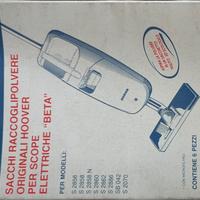 SACCHI RACCOGLIPOLVERE
ORIGINALI HOOVER
PER SCOPE
ELETTRICHE "BETA"
PER MODELLI:
S 2856
S 2858
S 2858 N
S 2860
S 2862
S 2866
SB 042
S 2070
CONTIENE 6 PEZZI